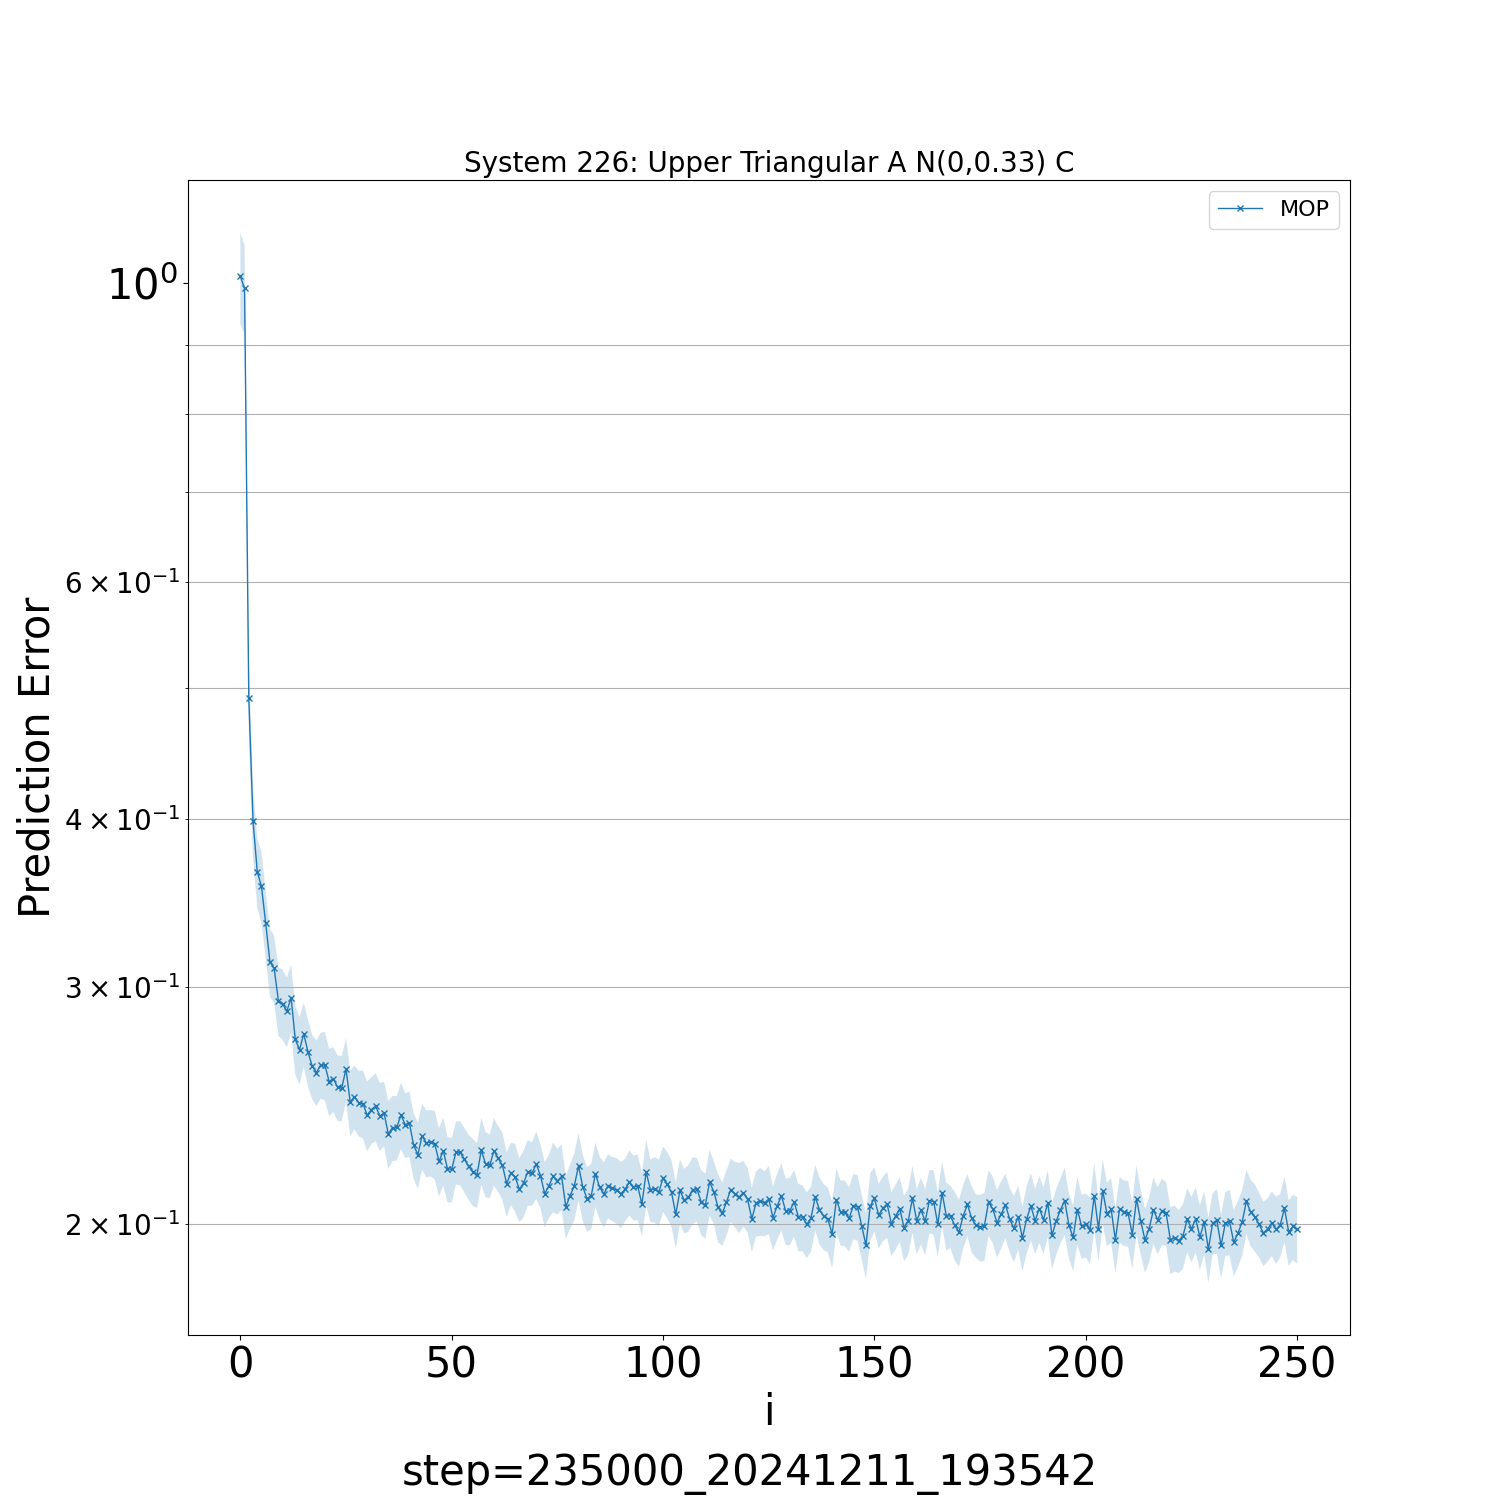 System 226: Upper Triangular A N(0,0.33) C
MOP
10⁰
6 × 10⁻¹
4 × 10⁻¹
3 × 10⁻¹
2 × 10⁻¹
Prediction Error
0 50 100 150 200 250
i
step=235000_20241211_193542